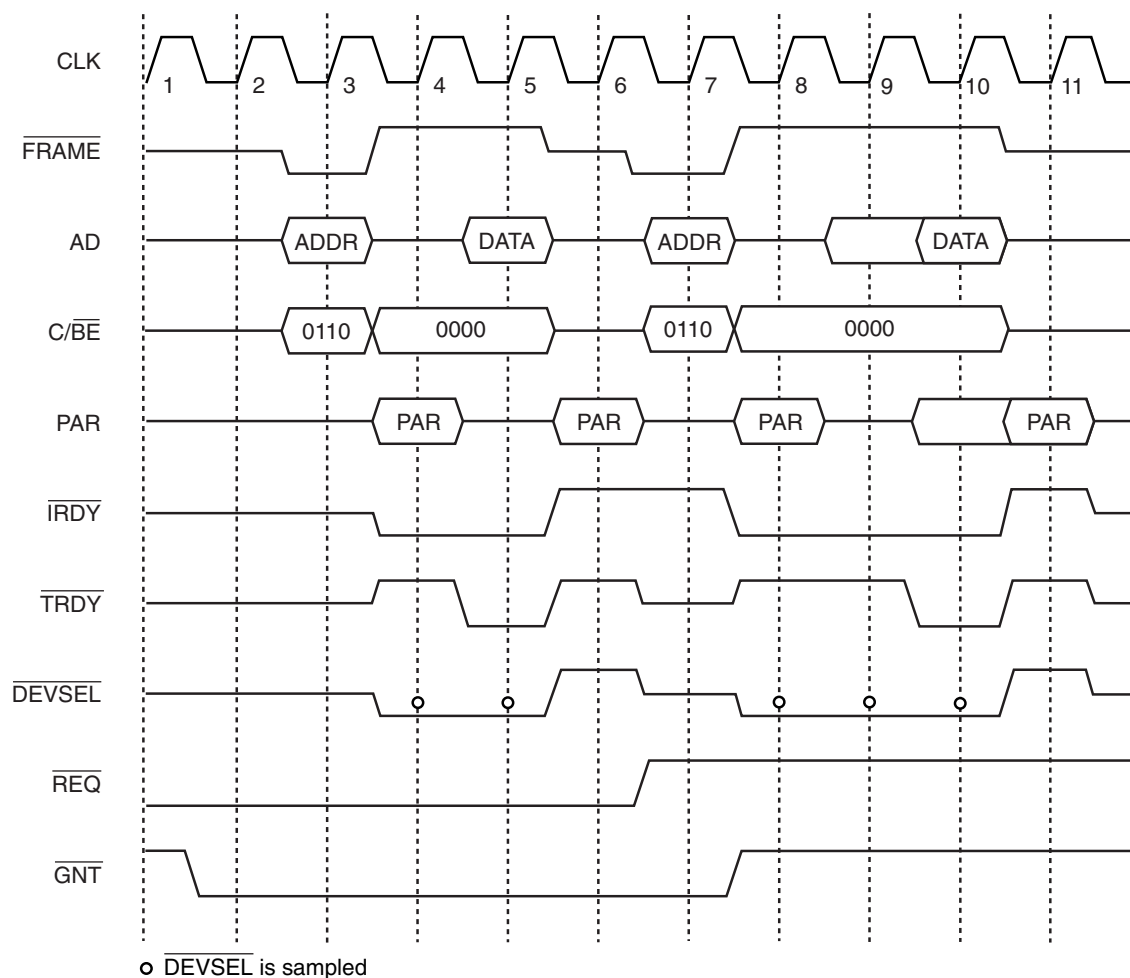 CLK
1 2 3 4 5 6 7 8 9 10 11
FRAME
AD
ADDR DATA ADDR DATA
C/BE
0110 0000 0110 0000
PAR
PAR PAR PAR PAR
IRDY
TRDY
DEVSEL
REQ
GNT
DEVSEL is sampled